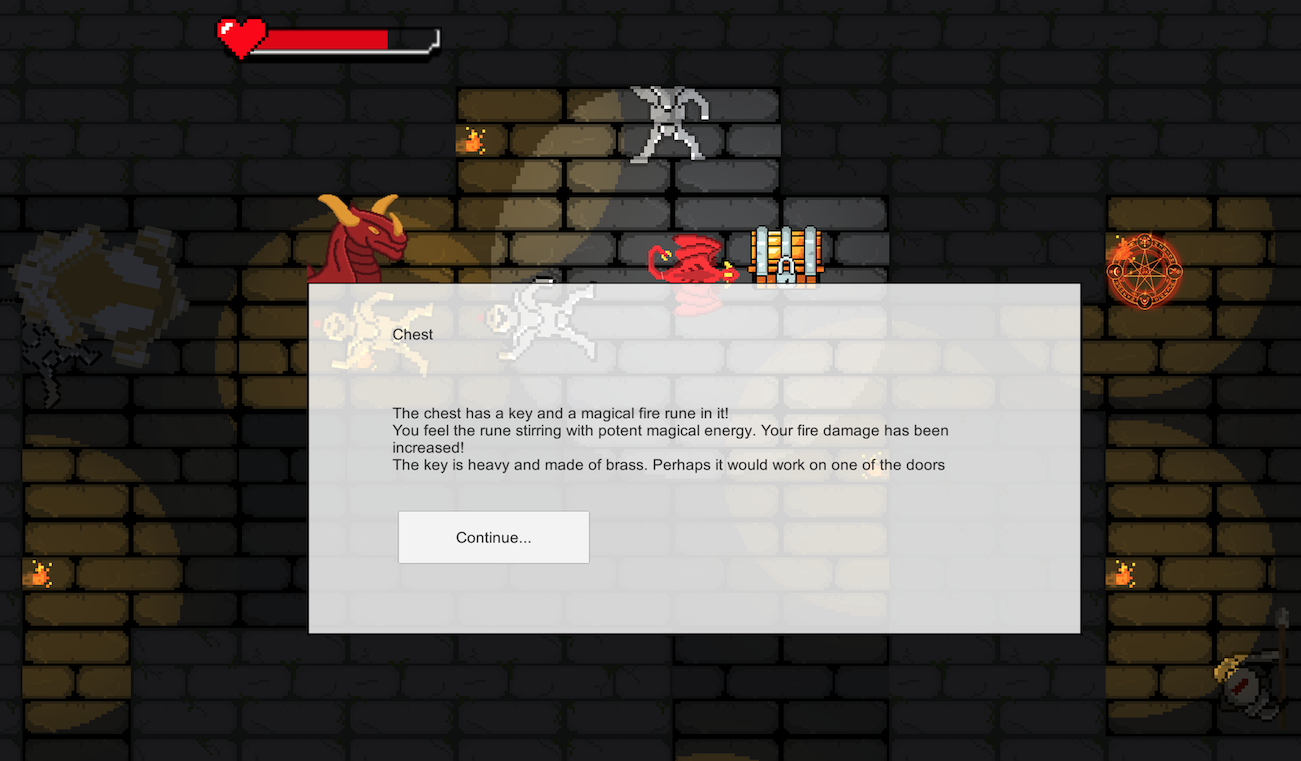 Chest
The chest has a key and a magical fire rune in it!
You feel the rune stirring with potent magical energy. Your fire damage has been
increased!
The key is heavy and made of brass. Perhaps it would work on one of the doors
Continue...